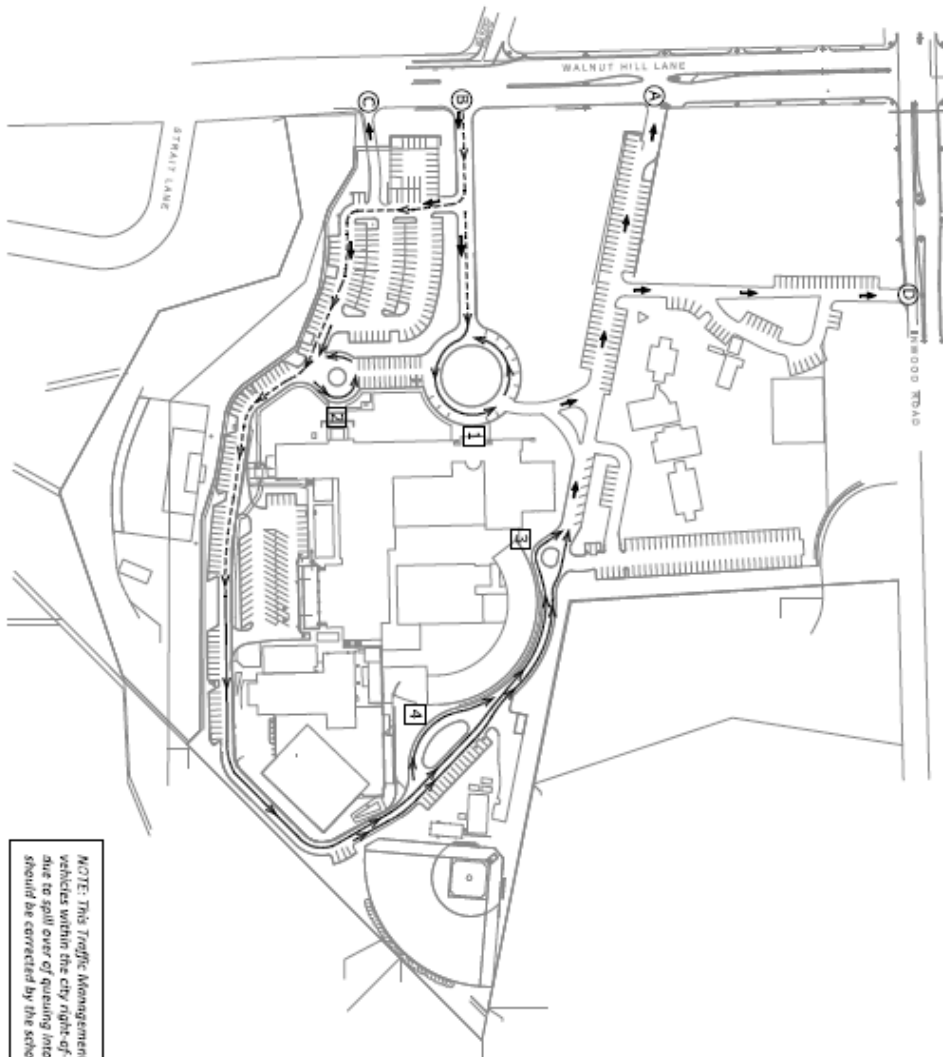 WALNUT HILL LANE
C
B
A
STRAIT LANE
D
INWOOD ROAD
2
1
3
4
NOTE: This Traffic Management
vehicles within the city right-of-
due to spill over of queuing into
should be corrected by the scho